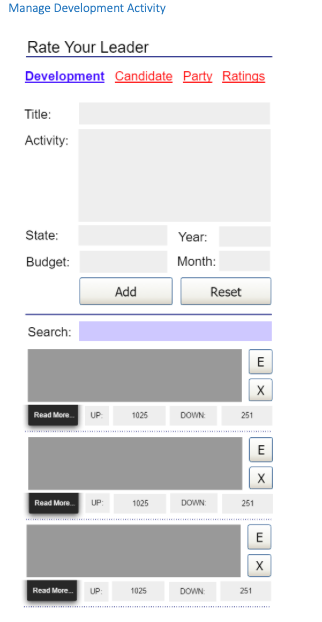 Manage Development Activity
Rate Your Leader
Development Candidate Party Ratings
Title:
Activity:
State: Year:
Budget: Month:
Add Reset
Search:
E
X
Read More... UP: 1025 DOWN: 251
E
X
Read More... UP: 1025 DOWN: 251
E
X
Read More... UP: 1025 DOWN: 251